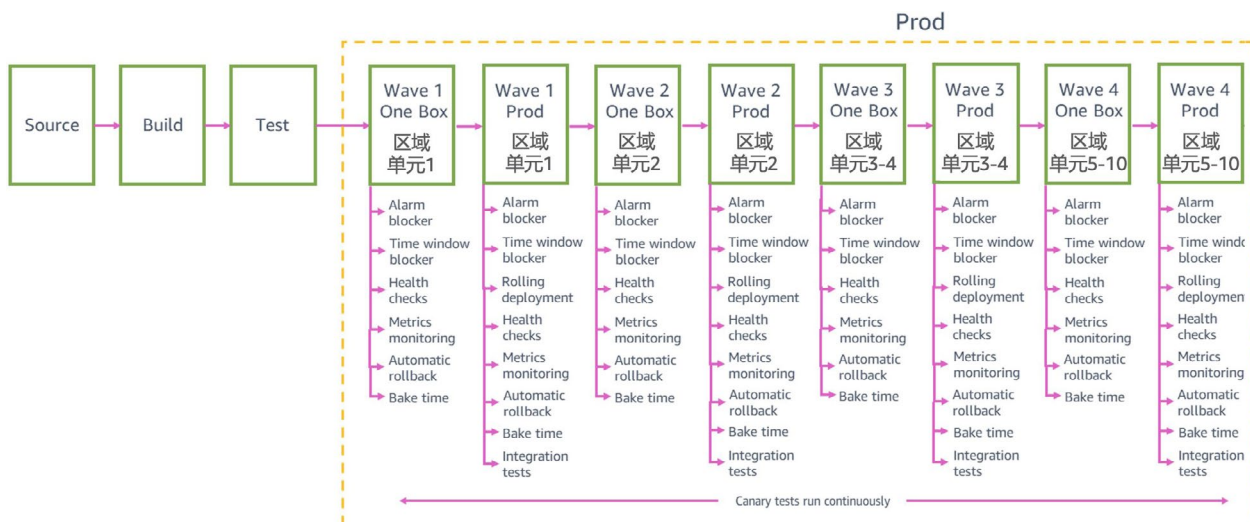 Prod
Source
Build
Test
Wave 1
One Box
区域
单元1
Wave 1
Prod
区域
单元1
Wave 2
One Box
区域
单元2
Wave 2
Prod
区域
单元2
Wave 3
One Box
区域
单元3-4
Wave 3
Prod
区域
单元3-4
Wave 4
One Box
区域
单元5-10
Wave 4
Prod
区域
单元5-10
Alarm
blocker
Time window
blocker
Health
checks
Metrics
monitoring
Automatic
rollback
Bake time
Alarm
blocker
Time window
blocker
Rolling
deployment
Health
checks
Metrics
monitoring
Automatic
rollback
Bake time
Integration
tests
Alarm
blocker
Time window
blocker
Health
checks
Metrics
monitoring
Automatic
rollback
Bake time
Alarm
blocker
Time window
blocker
Rolling
deployment
Health
checks
Metrics
monitoring
Automatic
rollback
Bake time
Integration
tests
Alarm
blocker
Time window
blocker
Health
checks
Metrics
monitoring
Automatic
rollback
Bake time
Alarm
blocker
Time window
blocker
Rolling
deployment
Health
checks
Metrics
monitoring
Automatic
rollback
Bake time
Integration
tests
Alarm
blocker
Time window
blocker
Health
checks
Metrics
monitoring
Automatic
rollback
Bake time
Alarm
blocker
Time window
blocker
Rolling
deployment
Health
checks
Metrics
monitoring
Automatic
rollback
Bake time
Integration
tests
Canary tests run continuously